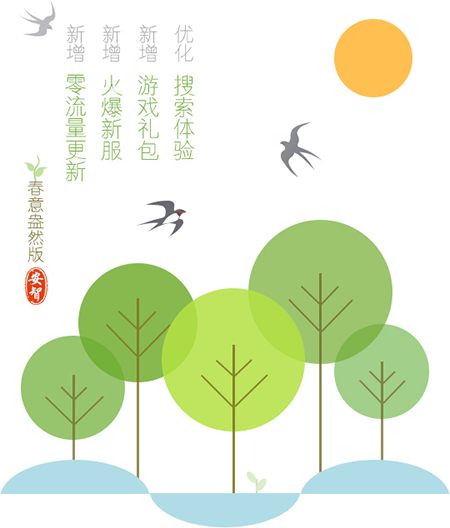 优化 搜索体验
新增 游戏礼包
新增 火爆新服
新增 零流量更新
春意盎然版
安智